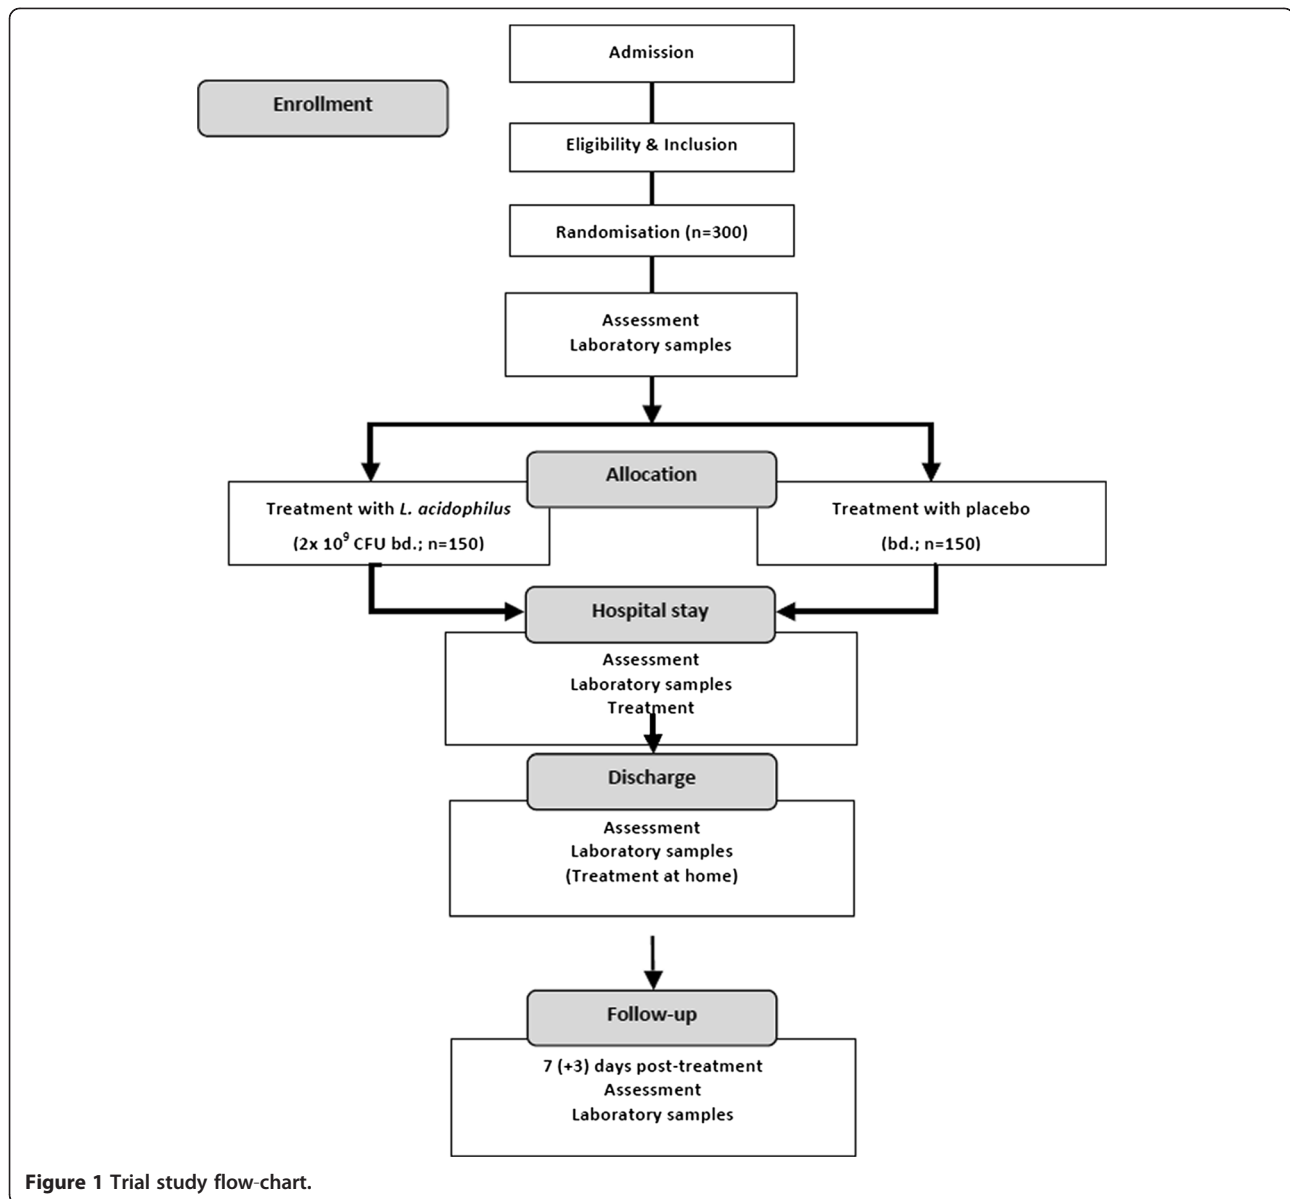 Admission
Enrollment
Eligibility & Inclusion
Randomisation (n=300)
Assessment
Laboratory samples
Allocation
Treatment with L. acidophilus
(2x 10⁹ CFU bd.; n=150)
Treatment with placebo
(bd.; n=150)
Hospital stay
Assessment
Laboratory samples
Treatment
Discharge
Assessment
Laboratory samples
(Treatment at home)
Follow-up
7 (+3) days post-treatment
Assessment
Laboratory samples
Figure 1 Trial study flow-chart.